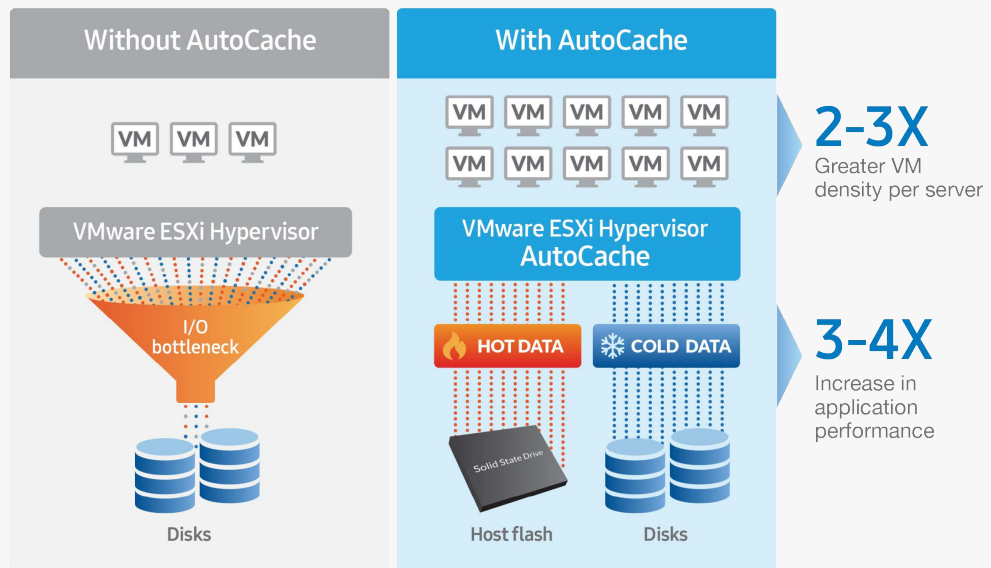 Without AutoCache
VM VM VM
VMware ESXi Hypervisor
I/O
bottleneck
Disks
With AutoCache
VM VM VM VM VM
VM VM VM VM VM
VMware ESXi Hypervisor
AutoCache
HOT DATA
COLD DATA
Solid State Drive
Host flash
Disks
2-3X
Greater VM
density per server
3-4X
Increase in
application
performance